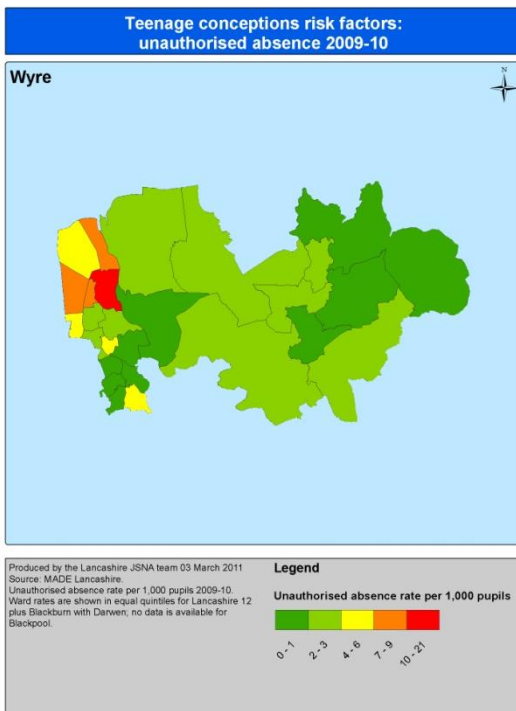 Teenage conceptions risk factors:
unauthorised absence 2009-10
Wyre
N
Produced by the Lancashire JSNA team 03 March 2011
Source: MADE Lancashire.
Unauthorised absence rate per 1,000 pupils 2009-10.
Ward rates are shown in equal quintiles for Lancashire 12
plus Blackburn with Darwen; no data is available for
Blackpool.
Legend
Unauthorised absence rate per 1,000 pupils
0 - 1
2 - 3
4 - 6
7 - 9
10 - 21